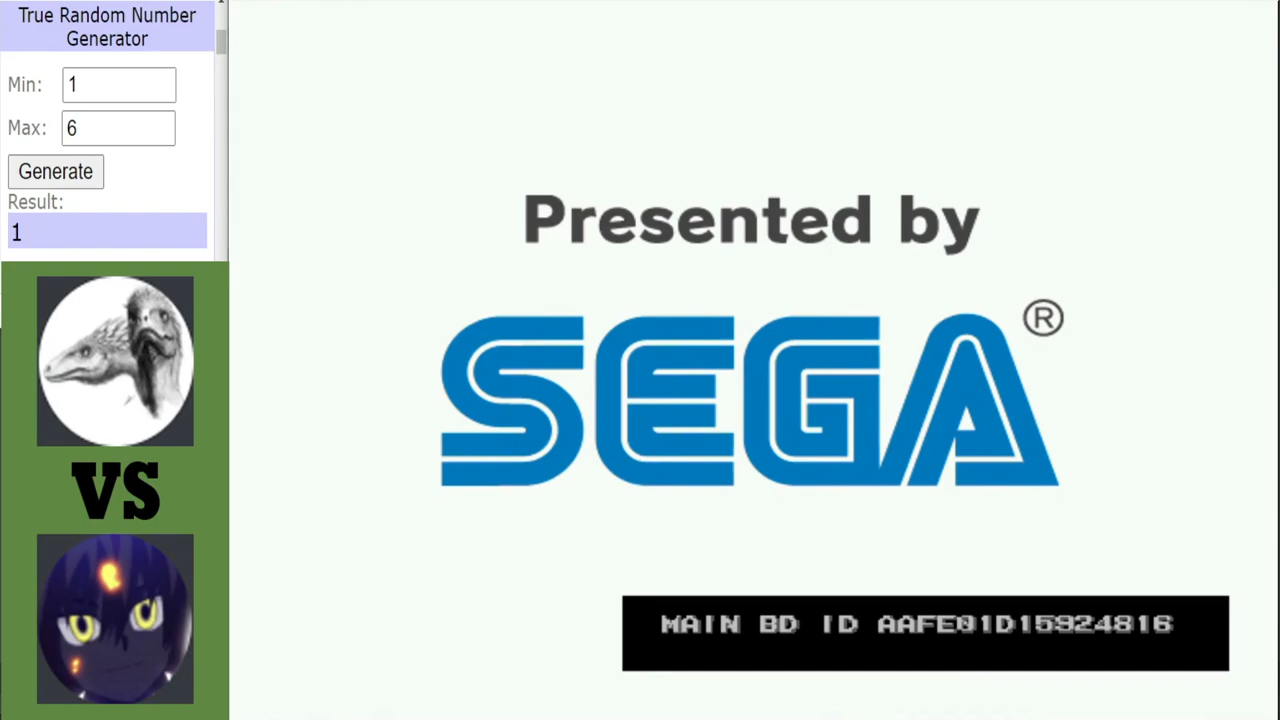 True Random Number
Generator
Min: 1
Max: 6
Generate
Result:
1
VS
Presented by
SEGA®
MAIN BD ID AAFE01D15924816